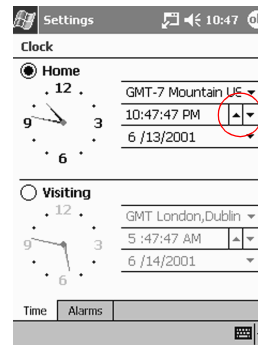 Settings 10:47 ok
Clock
Home
12
9 3
6
GMT-7 Mountain US
10:47:47 PM
6 /13/2001
Visiting
12
9 3
6
GMT London,Dublin
5 :47:47 AM
6 /14/2001
Time Alarms